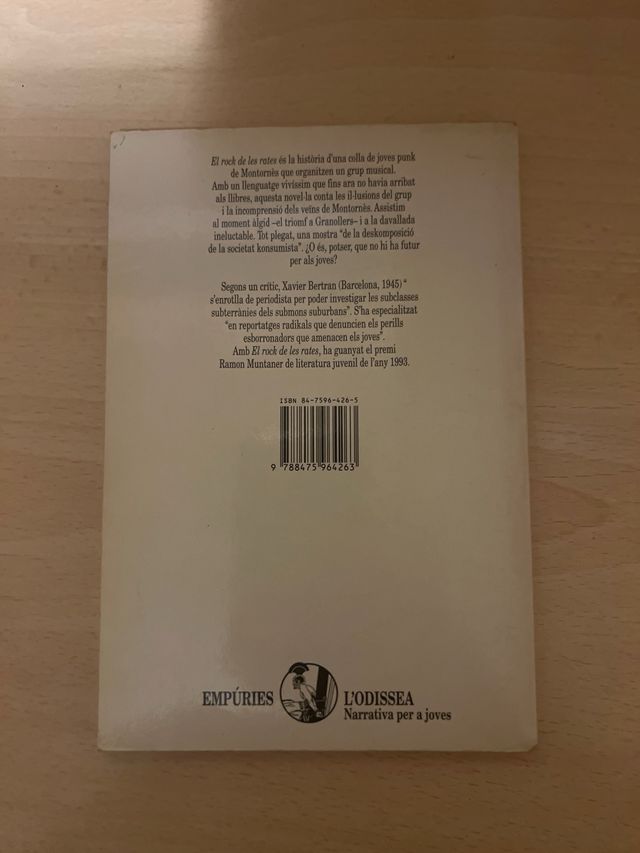 El rock de les rates és la història d'una colla de joves punk
de Montornès que organitzen un grup musical.
Amb un llenguatge vivíssim que fins ara no havia arribat
als llibres, aquesta novel·la conta les il·lusions del grup
i la incomprensió dels veïns de Montornès. Assistim
al moment àlgid –el triomf a Granollers– i a la davallada
ineluctable. Tot plegat, una mostra “de la deskomposició
de la societat konsumista”. ¿O és, potser, que no hi ha futur
per als joves?
Segons un crític, Xavier Bertran (Barcelona, 1945) “
s'enrotlla de periodista per poder investigar les subclasses
subterrànies dels submons suburbans”. S'ha especialitzat
“en reportatges radikals que denuncien els perills
esborronadors que amenacen els joves”.
Amb El rock de les rates, ha guanyat el premi
Ramon Muntaner de literatura juvenil de l'any 1993.
ISBN 84-7596-426-5
9 788475 964263
EMPÚRIES L'ODISSEA
Narrativa per a joves